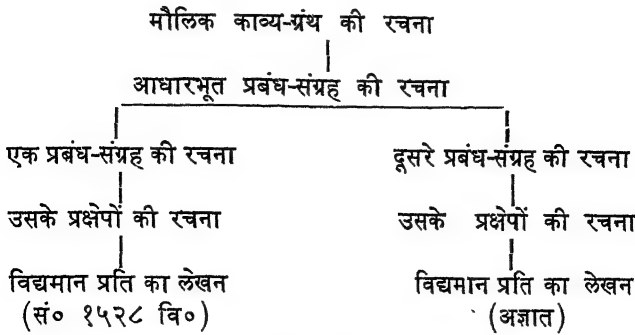 मौलिक काव्य-ग्रंथ की रचना
आधारभूत प्रबंध-संग्रह की रचना
एक प्रबंध-संग्रह की रचना
दूसरे प्रबंध-संग्रह की रचना
उसके प्रक्षेपों की रचना
उसके प्रक्षेपों की रचना
विद्यमान प्रति का लेखन
विद्यमान प्रति का लेखन
(सं० १५२८ वि०)
(अज्ञात)